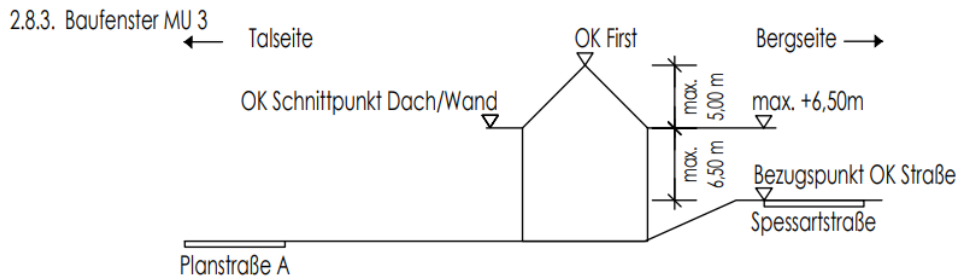 2.8.3. Baufenster MU 3
Talseite
OK First
Bergseite
OK Schnittpunkt Dach/Wand
max.
5,00 m
max. +6,50m
max.
6,50 m
Bezugspunkt OK Straße
Spessartstraße
Planstraße A